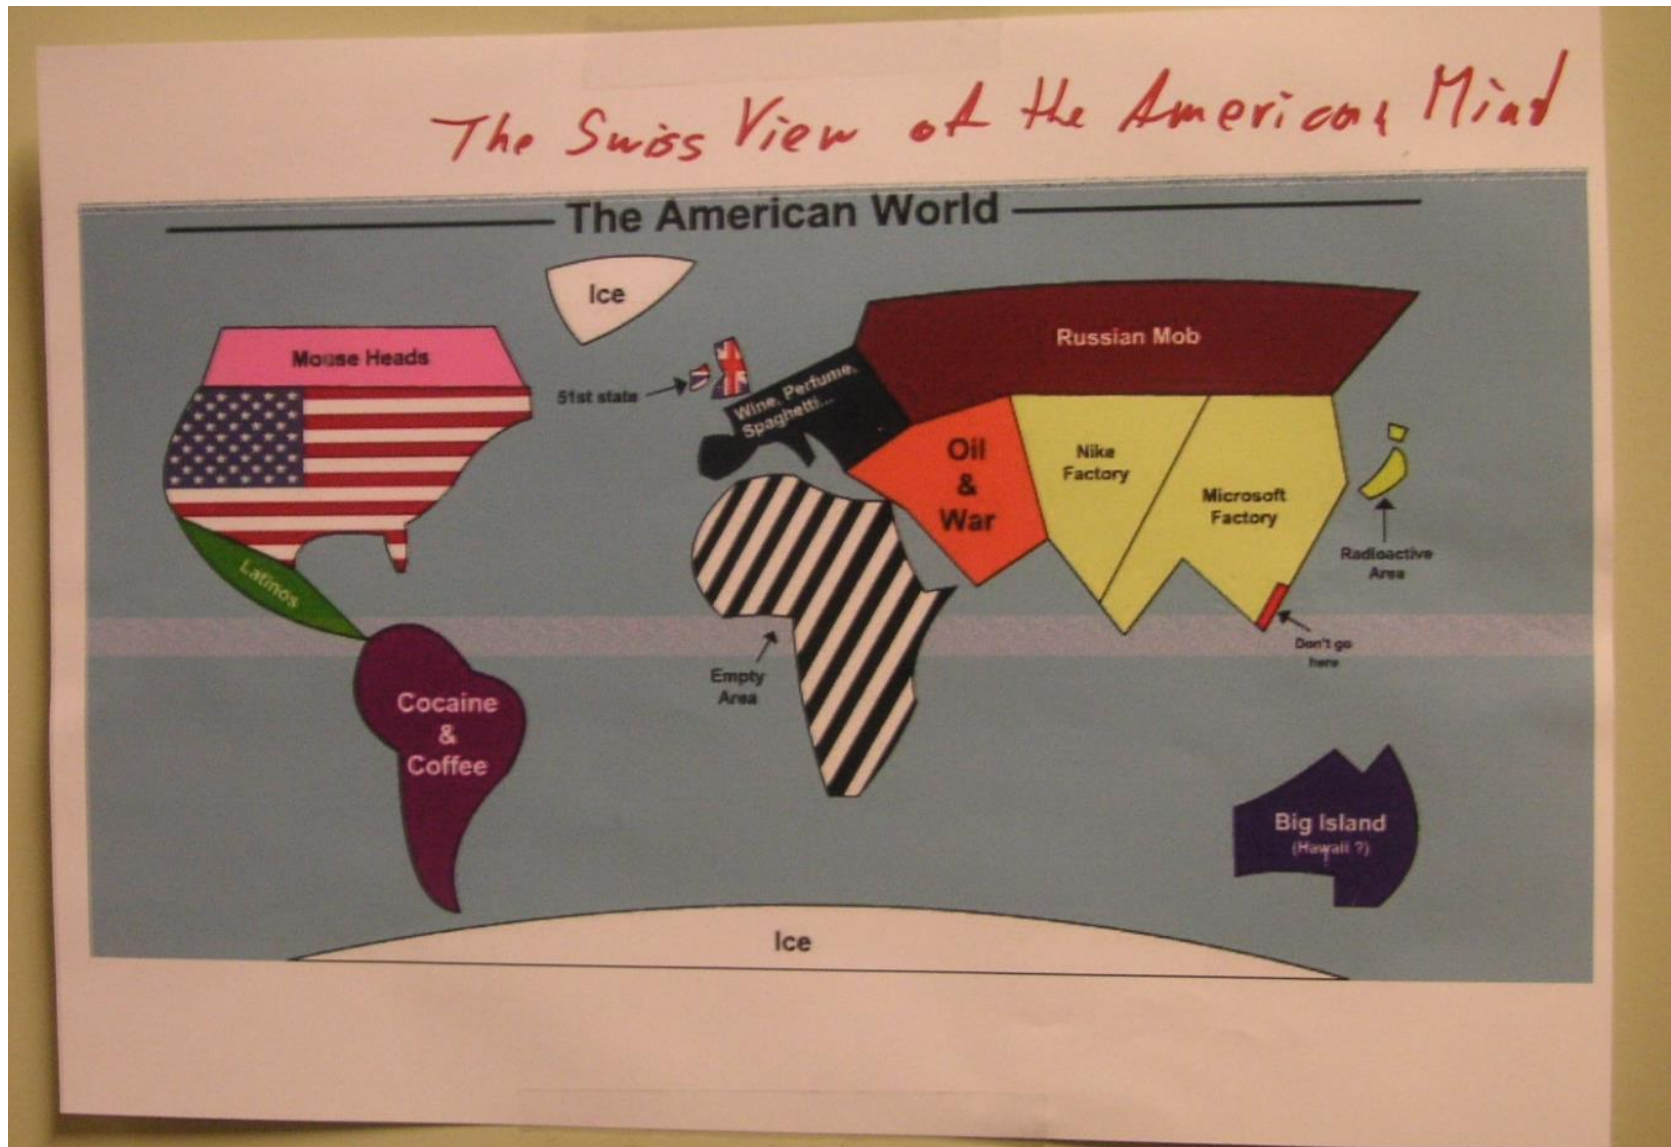 The Swiss View of the American Mind
The American World
Ice
Mouse Heads
Russian Mob
51st state
Wine, Perfume,
Spaghetti...
Oil
&
War
Nike
Factory
Microsoft
Factory
Radioactive
Area
Latinos
Don't go
here
Empty
Area
Cocaine
&
Coffee
Big Island
(Hawaii ?)
Ice